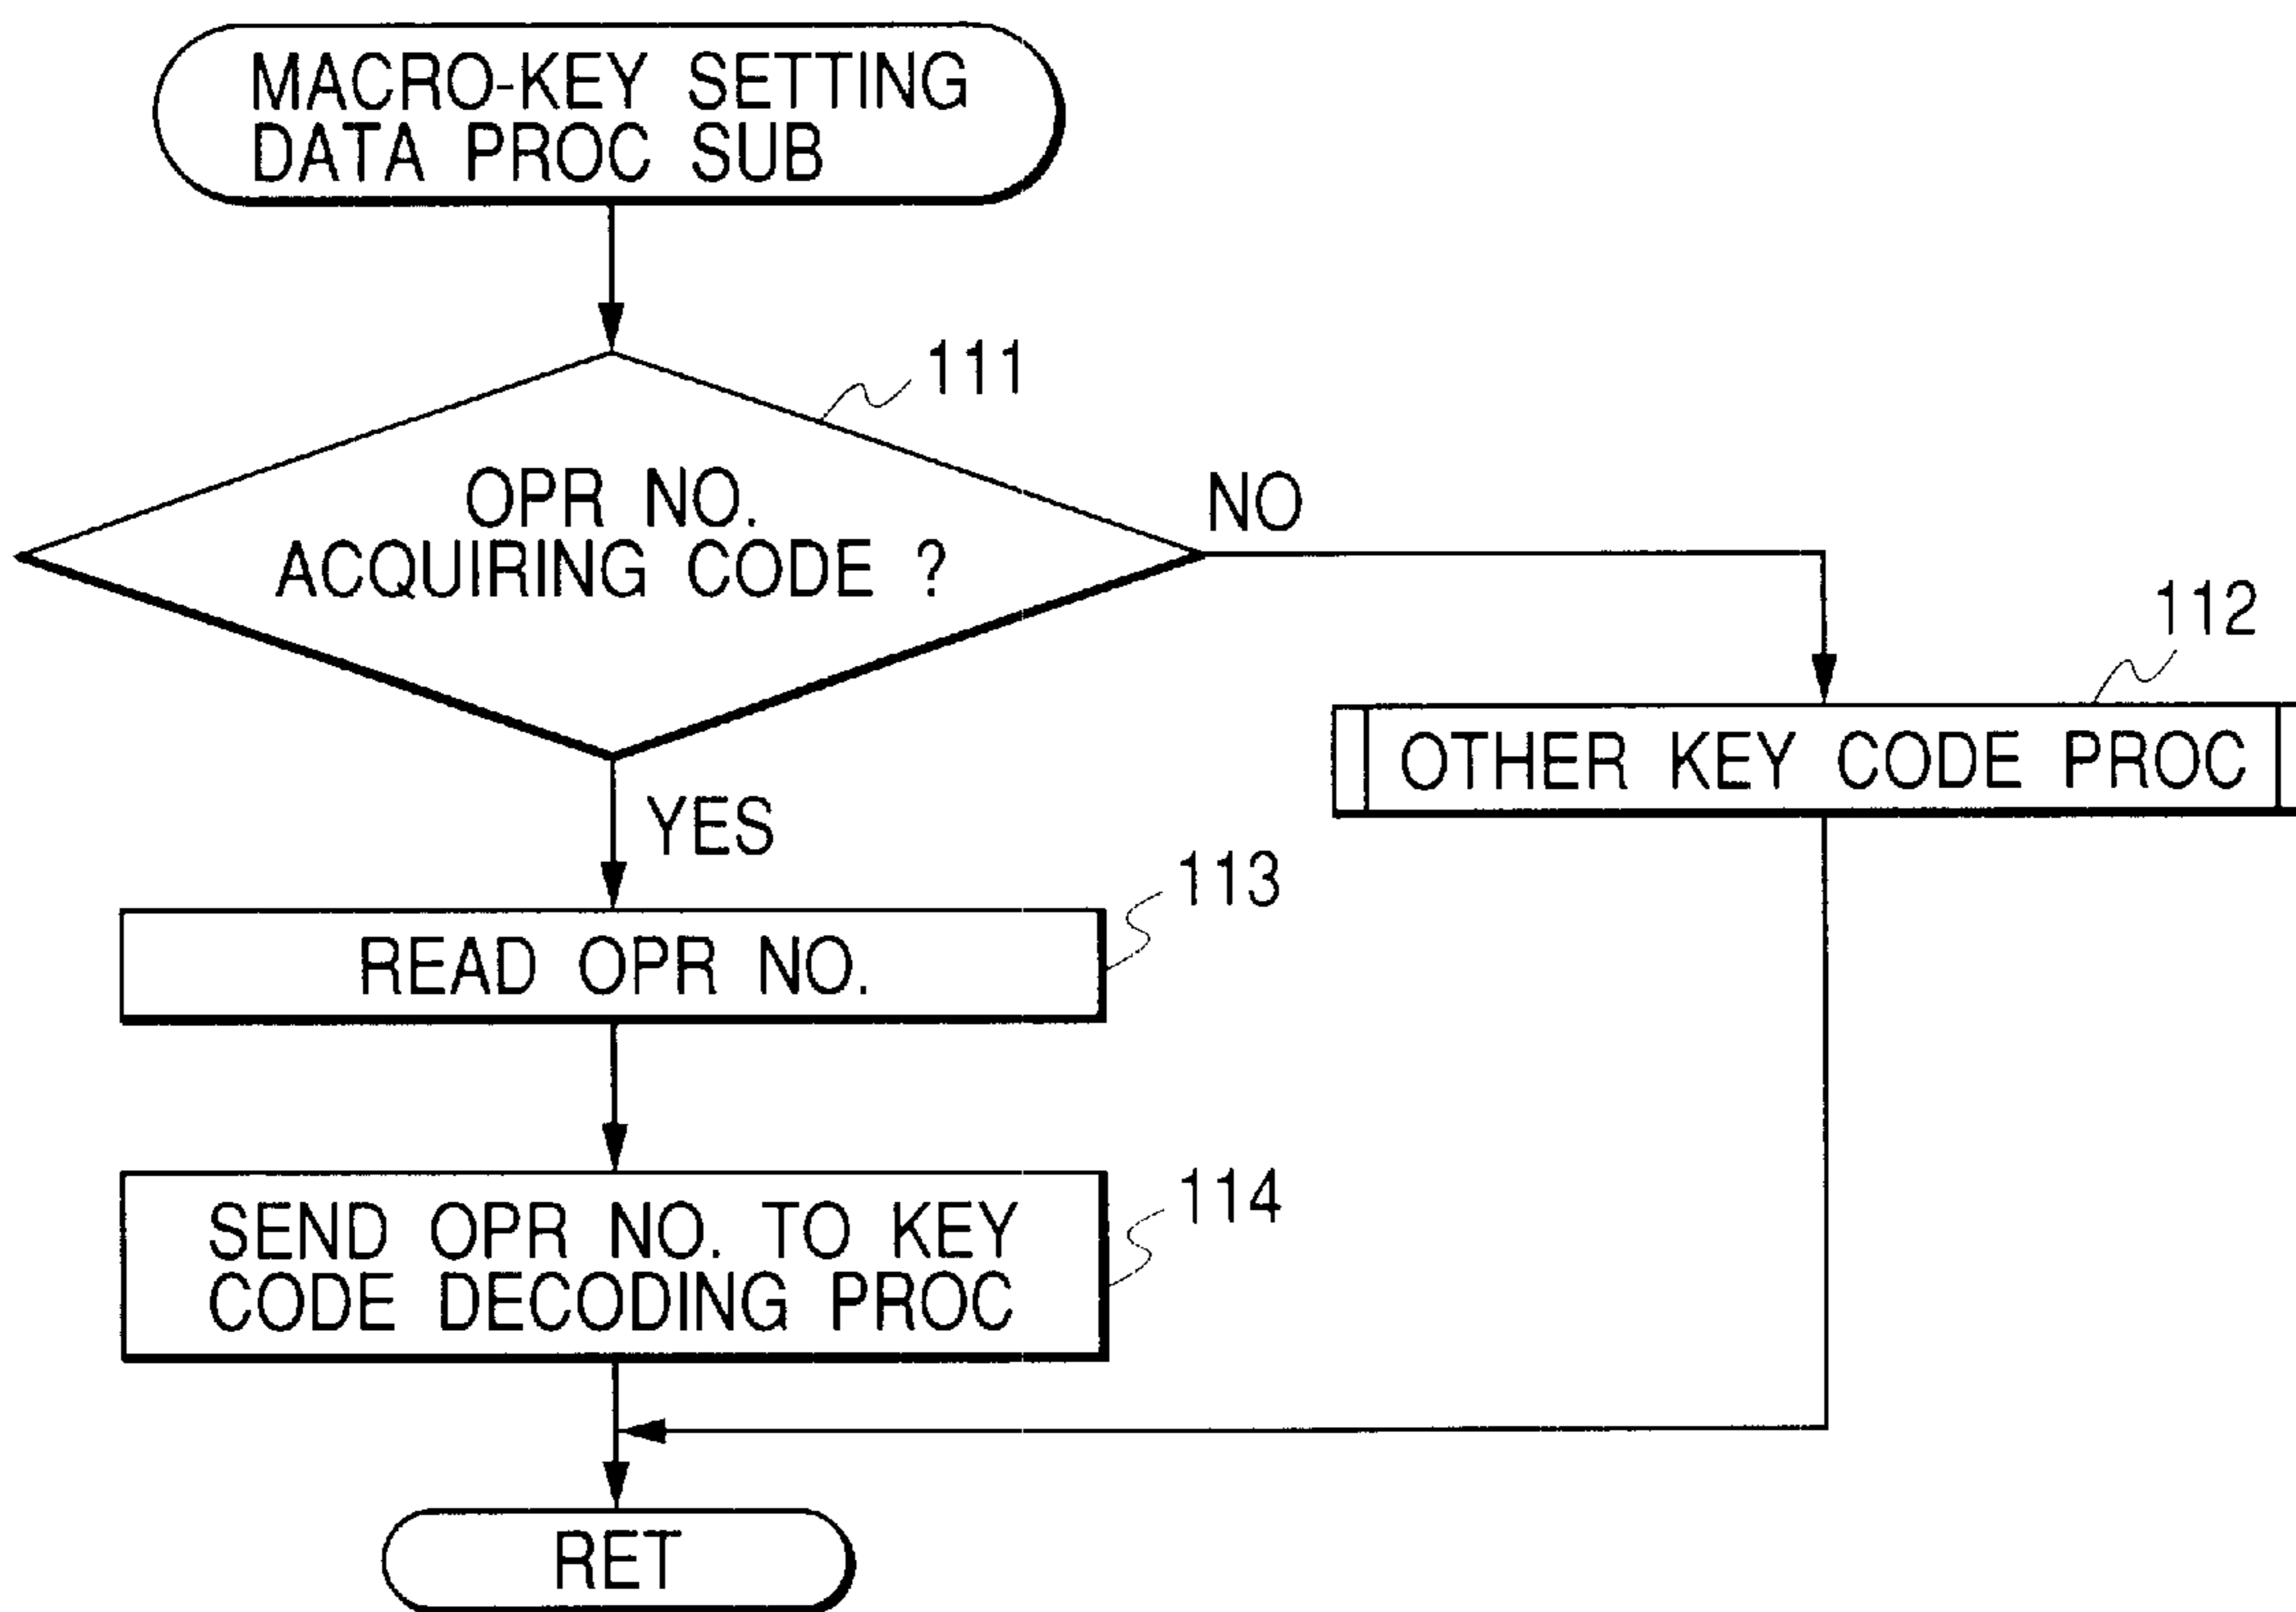 MACRO-KEY SETTING
DATA PROC SUB
111
OPR NO.
ACQUIRING CODE ?
NO
112
OTHER KEY CODE PROC
YES
113
READ OPR NO.
114
SEND OPR NO. TO KEY
CODE DECODING PROC
RET